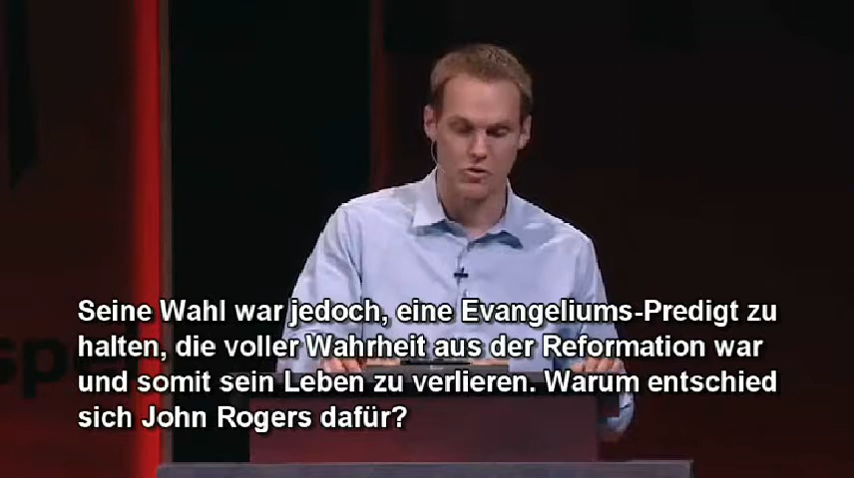 Seine Wahl war jedoch, eine Evangeliums-Predigt zu
halten, die voller Wahrheit aus der Reformation war
und somit sein Leben zu verlieren. Warum entschied
sich John Rogers dafür?